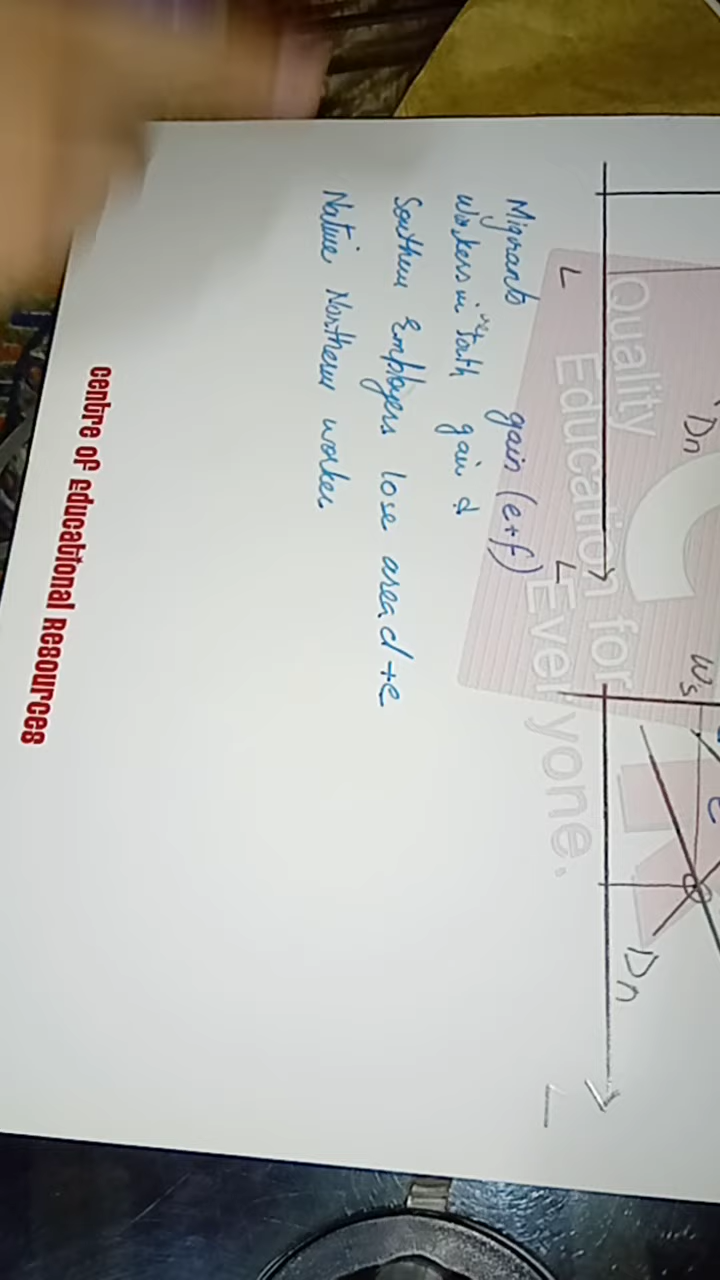 Dn
Ws
e
Dn
L
L
L
Quality
Education for
Everyone.
Migrants gain (e+f)
Workers in the South gain d
Southern Employers lose area d+e
Native Northern worker
centre of educational Resources